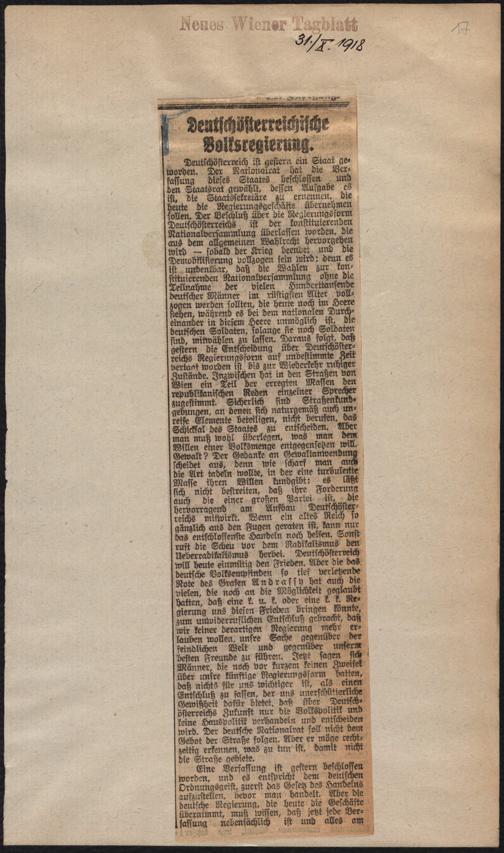 Neues Wiener Tagblatt
31./X. 1918
17
Deutschösterreichische
Volksregierung.
Deutschösterreich ist gestern ein Staat ge-
worden. Der Nationalrat hat die Ver-
fassung dieses Staates beschlossen und
den Staatsrat gewählt, dessen Aufgabe es
ist, die Staatssekretäre zu ernennen, die
heute die Regierungsgeschäfte übernehmen
sollen. Der Beschluß über die Regierungsform
Deutschösterreichs ist der konstituierenden
Nationalversammlung überlassen worden, die
aus dem allgemeinen Wahlrecht hervorgehen
wird — sobald der Krieg beendet und die
Demobilisierung vollzogen sein wird; denn es
ist undenkbar, daß die Wahlen zur kon-
stituierenden Nationalversammlung ohne die
Teilnahme der vielen Hunderttausende
deutscher Männer im rüstigsten Alter voll-
zogen werden sollten, die heute noch im Heere
stehen, während es bei dem nationalen Durch-
einander in diesem Heere unmöglich ist, die
deutschen Soldaten, solange sie noch Soldaten
sind, mitwählen zu lassen. Daraus folgt, daß
gestern die Entscheidung über Deutschöster-
reichs Regierungsform auf unbestimmte Zeit
vertagt worden ist bis zur Wiederkehr ruhiger
Zustände. Inzwischen hat in den Straßen von
Wien ein Teil der erregten Massen den
republikanischen Reden einzelner Sprecher
zugestimmt. Sicherlich sind Straßenkund-
gebungen, an denen sich naturgemäß auch un-
reife Elemente beteiligen, nicht berufen, das
Schicksal des Staates zu entscheiden. Aber
man muß wohl überlegen, was man dem
Willen einer Volksmenge entgegensetzen will.
Gewalt? Der Gedanke an Gewaltanwendung
scheidet aus, denn wie scharf man auch
die Art tadeln wollte, in der eine turbulente
Masse ihren Willen kundgibt: es läßt
sich nicht bestreiten, daß ihre Forderung
auch die einer großen Partei ist, die
hervorragend am Aufbau Deutschöster-
reichs mitwirkt. Wenn ein altes Reich so
gänzlich aus den Fugen geraten ist, kann nur
das entschlossenste Handeln noch helfen. Sonst
ruft die Scheu vor dem Radikalismus den
Ueberradikalismus herbei. Deutschösterreich
will heute einmütig den Frieden. Aber die das
deutsche Volksempfinden so tief verletzende
Note des Grafen Andrassy hat auch die
vielen, die noch an die Möglichkeit geglaubt
hatten, daß eine k. u. k. oder eine k. k. Re-
gierung uns diesen Frieden bringen könnte,
zum unwiderruflichen Entschluß gebracht, daß
wir keiner derartigen Regierung mehr er-
lauben wollen, unsre Sache gegenüber der
feindlichen Welt und gegenüber unserm
besten Freunde zu führen. Jetzt sagen sich
Männer, die noch vor kurzem keinen Zweifel
über unsre künftige Regierungsform hatten,
daß nichts für uns wichtiger ist, als einen
Entschluß zu fassen, der uns unerschütterliche
Gewißheit dafür bietet, daß über Deutsch-
österreichs Zukunft nur die Volkspolitik und
keine Hauspolitik verhandeln und entscheiden
wird. Der deutsche Nationalrat soll nicht dem
Gebot der Straße folgen. Aber er möge recht-
zeitig erkennen, was zu tun ist, damit nicht
die Straße gebiete.
Eine Verfassung ist gestern beschlossen
worden, und es entspricht dem deutschen
Ordnungsgeist, zuerst das Gesetz des Handelns
aufzustellen, bevor man handelt. Aber die
deutsche Regierung, die heute die Geschäfte
übernimmt, muß wissen, daß jetzt jede Ver-
fassung nebensächlich ist und alles am